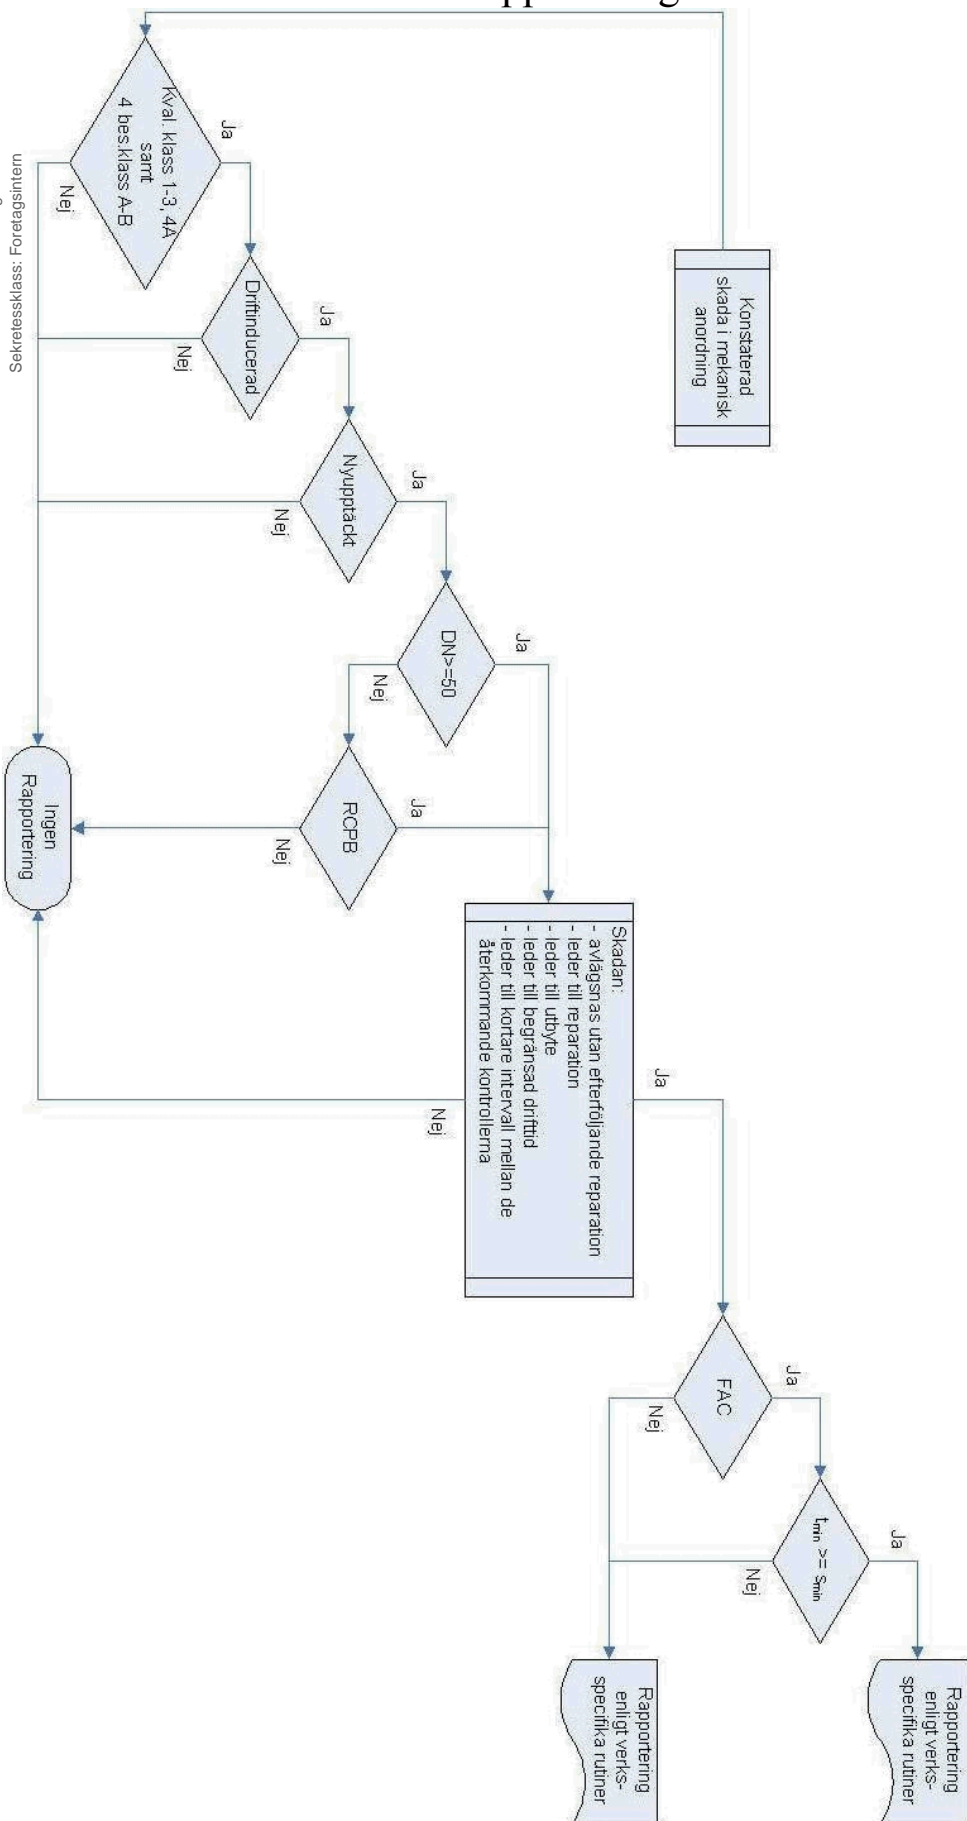 Konstaterad
skada i mekanisk
anordning
Kval. klass 1-3, 4A
samt
4 bes.klass A-B
Ja
Nej
Driftinducerad
Ja
Nej
Nyupptäckt
Ja
Nej
DN>=50
Ja
Nej
RCPB
Ja
Nej
Ingen
Rapportering
Skadan:
- avlägsnas utan efterföljande reparation
- leder till reparation
- leder till utbyte
- leder till begränsad drifttid
- leder till kortare intervall mellan de
återkommande kontrollerna
Ja
Nej
FAC
Ja
Nej
tmin >= smin
Ja
Nej
Rapportering
enligt verks-
specifika rutiner
Rapportering
enligt verks-
specifika rutiner
Sekretessklass: Foretagsintern